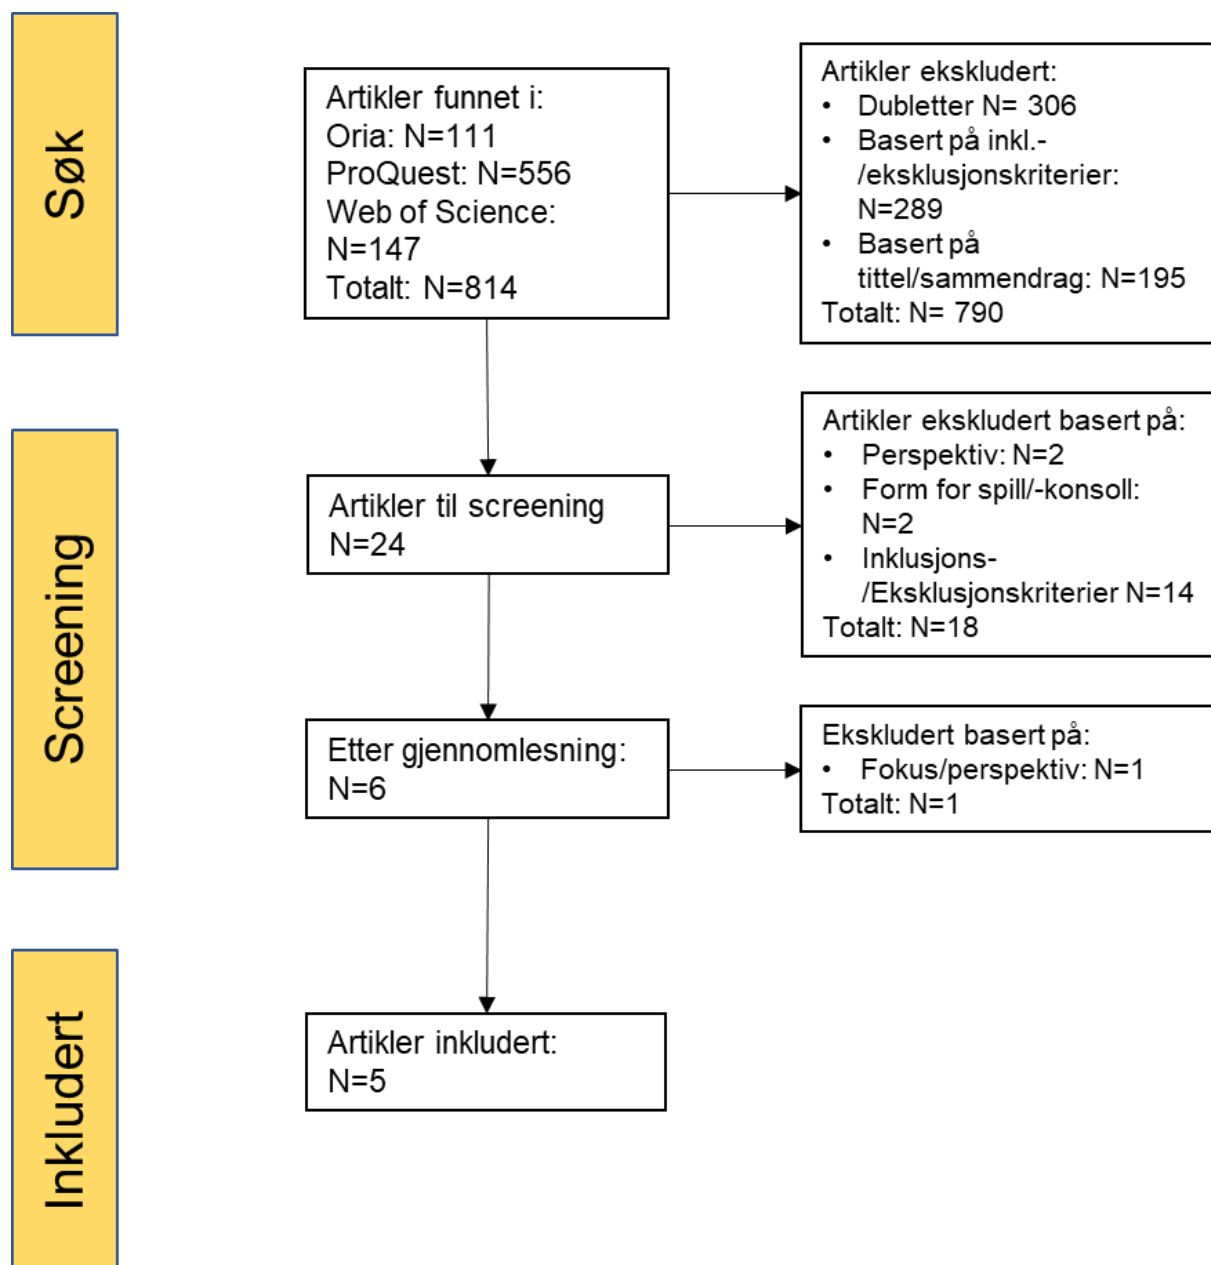 Søk
Artikler funnet i:
Oria: N=111
ProQuest: N=556
Web of Science:
N=147
Totalt: N=814
Artikler ekskludert:
• Dubletter N= 306
• Basert på inkl.-
/eksklusjonskriterier:
N=289
• Basert på
tittel/sammendrag: N=195
Totalt: N= 790
Screening
Artikler til screening
N=24
Artikler ekskludert basert på:
• Perspektiv: N=2
• Form for spill/-konsoll:
N=2
• Inklusjons-
/Eksklusjonskriterier N=14
Totalt: N=18
Etter gjennomlesning:
N=6
Ekskludert basert på:
• Fokus/perspektiv: N=1
Totalt: N=1
Inkludert
Artikler inkludert:
N=5